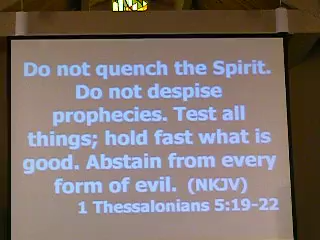 Do not quench the Spirit.
Do not despise
prophecies. Test all
things; hold fast what is
good. Abstain from every
form of evil. (NKJV)
1 Thessalonians 5:19-22